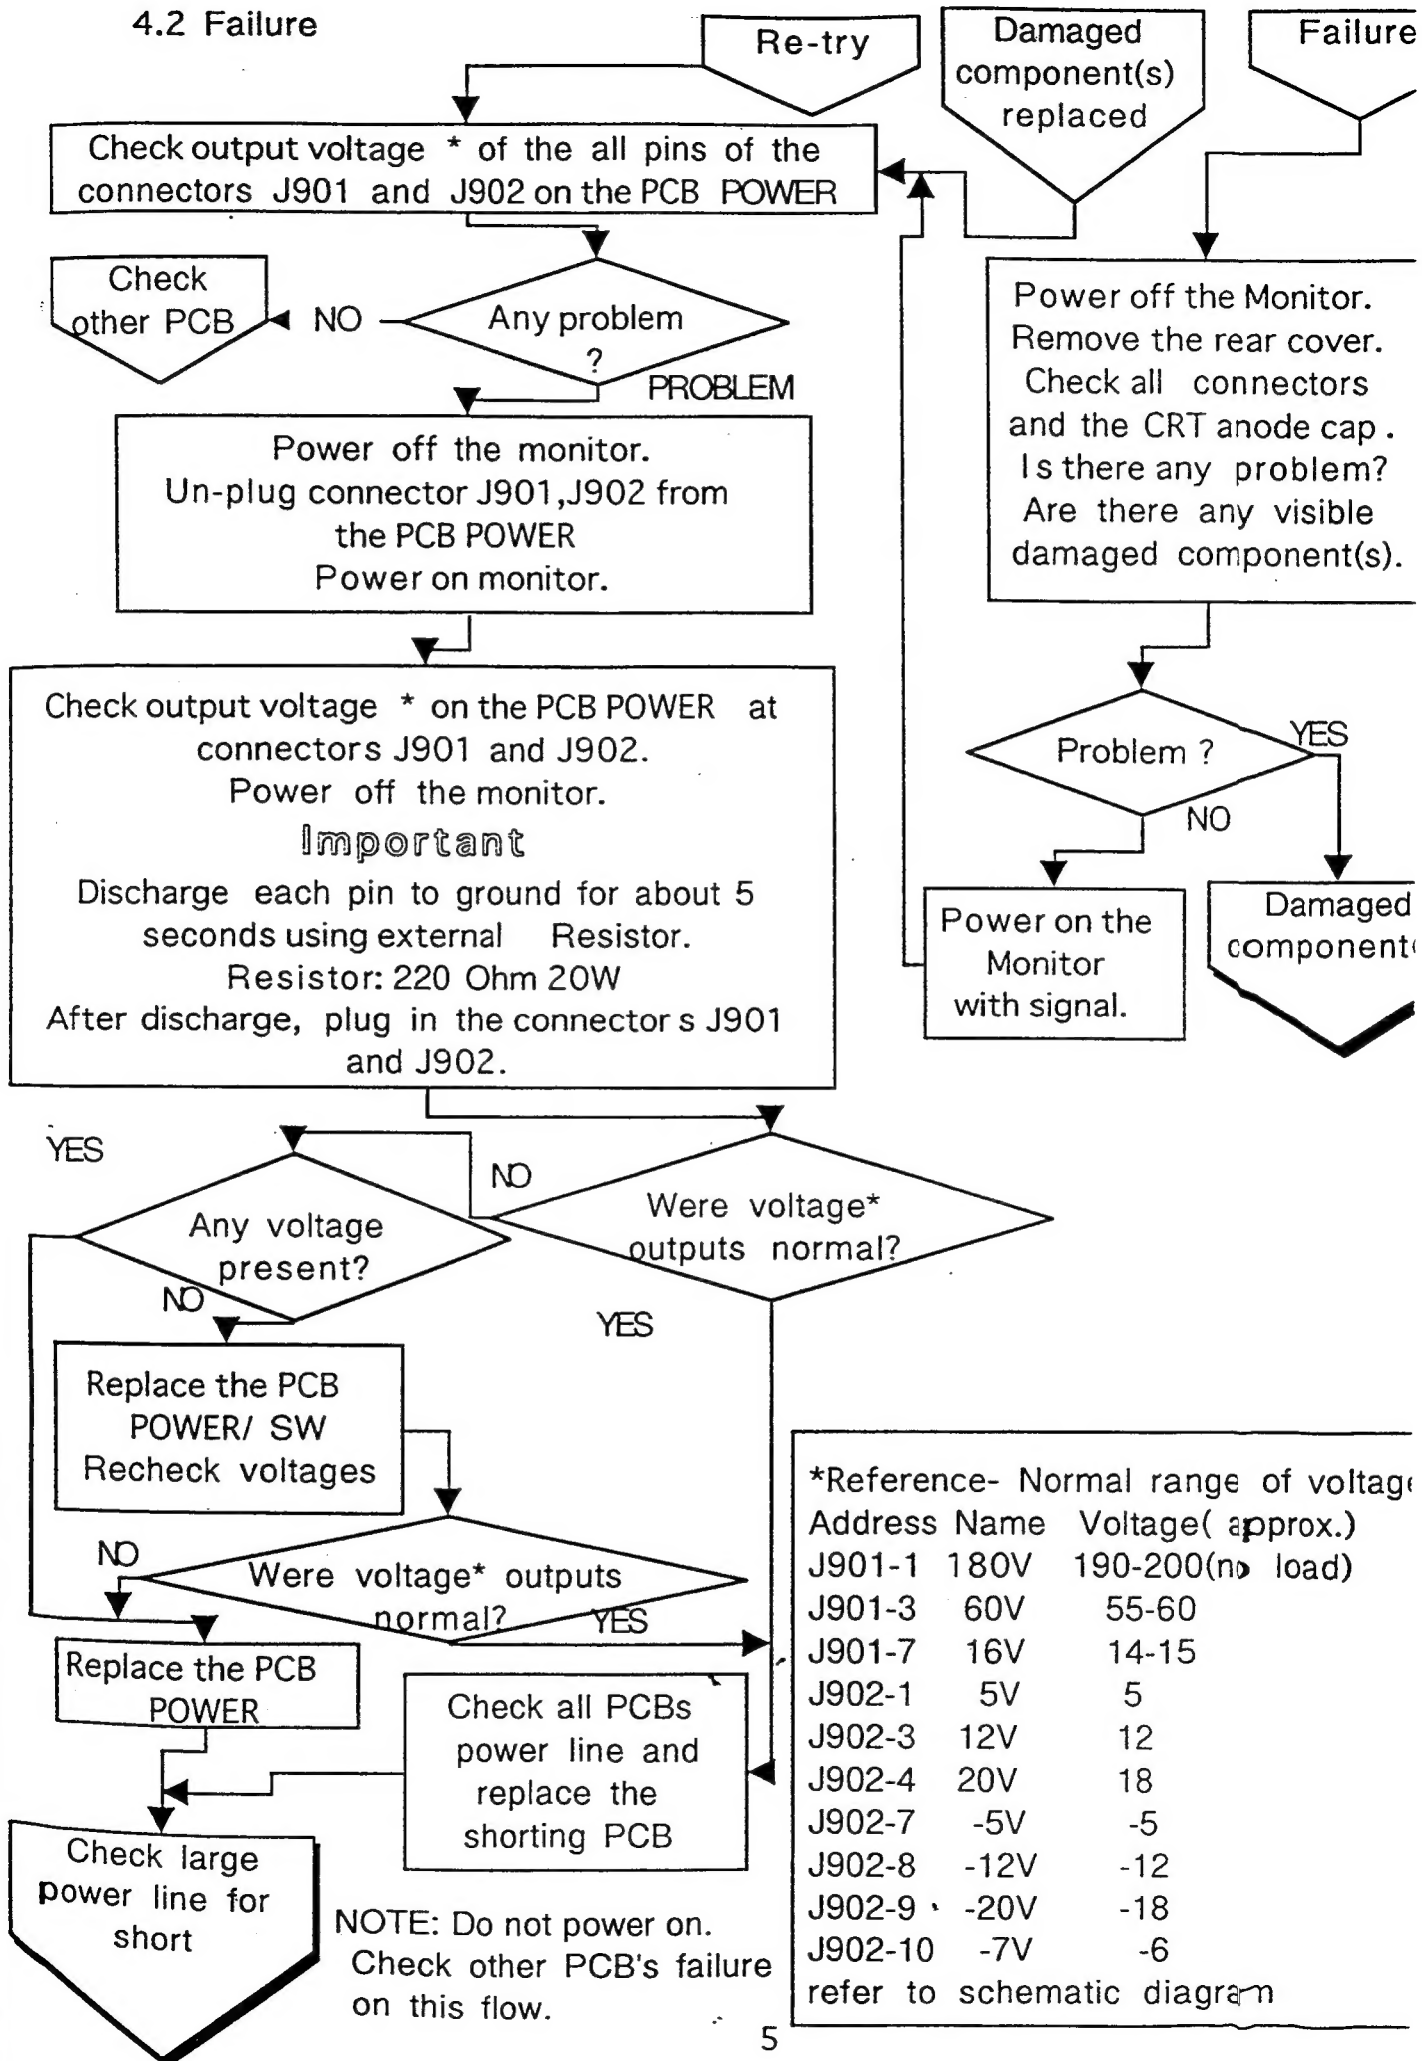 4.2 Failure
Re-try
Damaged
component(s)
replaced
Failure
Check output voltage * of the all pins of the
connectors J901 and J902 on the PCB POWER
Check
other PCB
NO
Any problem
?
PROBLEM
Power off the monitor.
Un-plug connector J901,J902 from
the PCB POWER
Power on monitor.
Power off the Monitor.
Remove the rear cover.
Check all connectors
and the CRT anode cap.
Is there any problem?
Are there any visible
damaged component(s).
Check output voltage * on the PCB POWER at
connectors J901 and J902.
Power off the monitor.
Important
Discharge each pin to ground for about 5
seconds using external Resistor.
Resistor: 220 Ohm 20W
After discharge, plug in the connectors J901
and J902.
Problem ?
YES
NO
Power on the
Monitor
with signal.
Damaged
component(
YES
NO
Any voltage
present?
NO
Were voltage*
outputs normal?
YES
Replace the PCB
POWER/ SW
Recheck voltages
NO
Were voltage* outputs
normal?
YES
Replace the PCB
POWER
Check all PCBs
power line and
replace the
shorting PCB
Check large
power line for
short
NOTE: Do not power on.
Check other PCB's failure
on this flow.
*Reference- Normal range of voltage
Address Name Voltage( approx.)
J901-1 180V 190-200(no load)
J901-3 60V 55-60
J901-7 16V 14-15
J902-1 5V 5
J902-3 12V 12
J902-4 20V 18
J902-7 -5V -5
J902-8 -12V -12
J902-9 -20V -18
J902-10 -7V -6
refer to schematic diagram
5